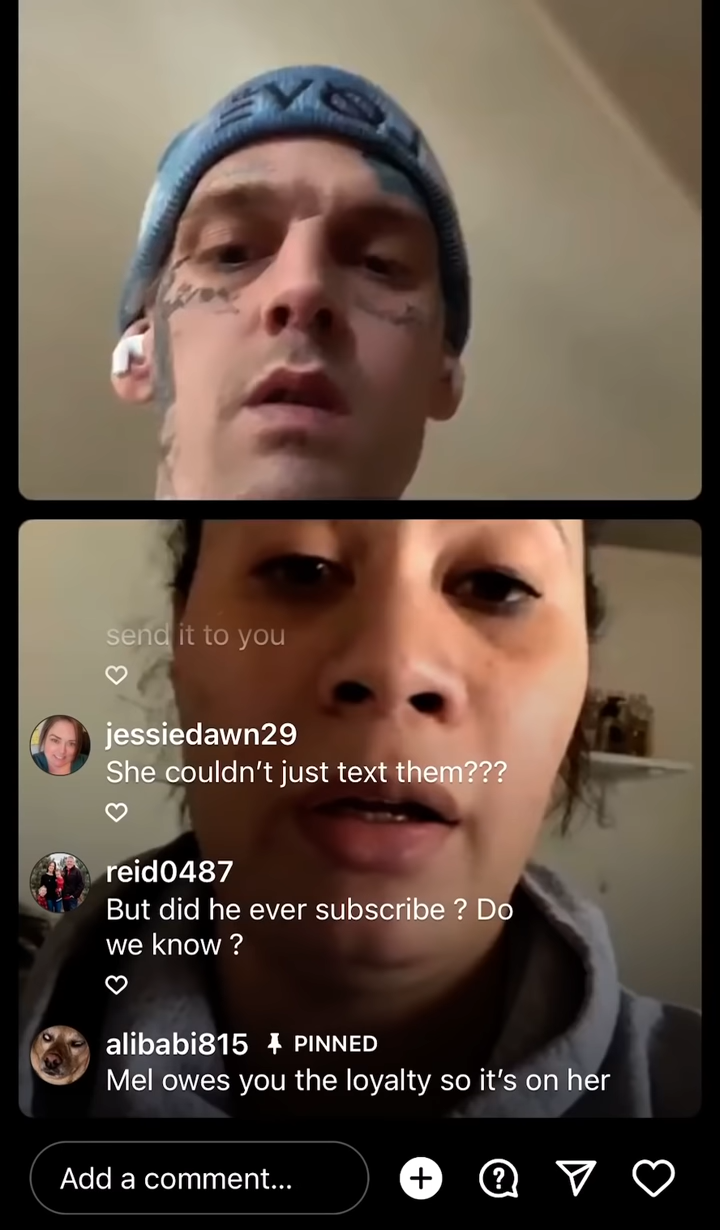 LOVE
send it to you
jessiedawn29
She couldn't just text them???
reid0487
But did he ever subscribe ? Do
we know ?
alibabi815 PINNED
Mel owes you the loyalty so it's on her
Add a comment...